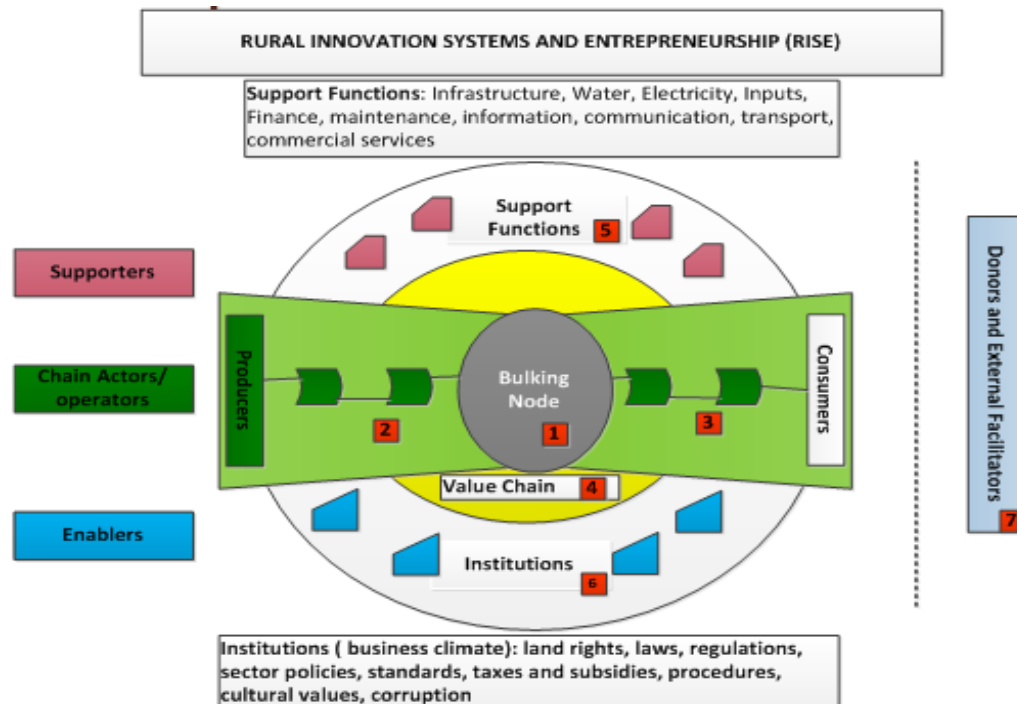 RURAL INNOVATION SYSTEMS AND ENTREPRENEURSHIP (RISE)
Support Functions: Infrastructure, Water, Electricity, Inputs,
Finance, maintenance, information, communication, transport,
commercial services
Support
Functions
5
Supporters
Chain Actors/
operators
Enablers
Producers
2
Bulking
Node
1
3
Consumers
Value Chain
4
Institutions
6
Donors and External Facilitators
7
Institutions ( business climate): land rights, laws, regulations,
sector policies, standards, taxes and subsidies, procedures,
cultural values, corruption